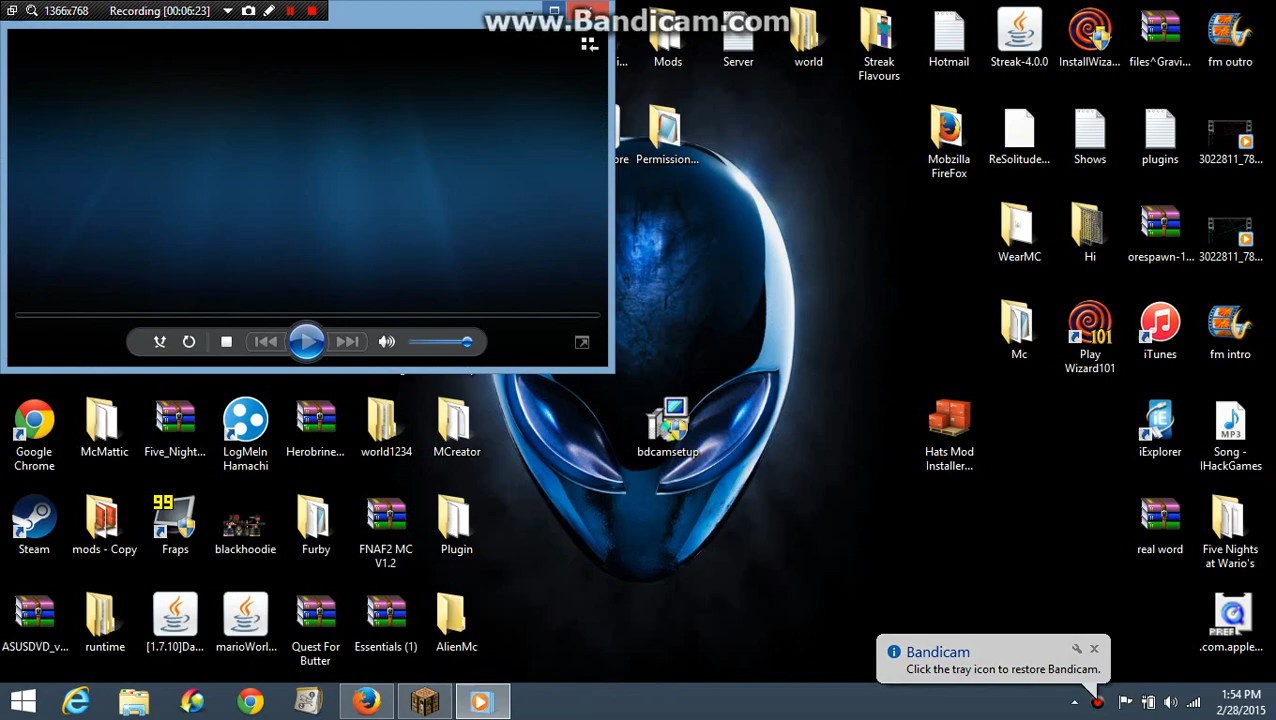 1366x768
Recording [00:06:23]
www.Bandicam.com
Mods
Server
world
Streak
Flavours
Hotmail
Streak-4.0.0
InstallWiza...
files^Gravi...
fm outro
Permission...
Mobzilla
FireFox
ReSolitude...
Shows
plugins
3022811_78...
WearMC
Hi
orespawn-1...
3022811_78...
Mc
Play
Wizard101
iTunes
fm intro
Google
Chrome
McMattic
Five_Night...
LogMeIn
Hamachi
Herobrine...
world1234
MCreator
bdcamsetup
Hats Mod
Installer...
iExplorer
MP3
Song -
IHackGames
Steam
mods - Copy
99
Fraps
blackhoodie
Furby
FNAF2 MC
V1.2
Plugin
real word
Five Nights
at Wario's
ASUSDVD_v...
runtime
[1.7.10]Da...
marioWorl...
Quest For
Butter
Essentials (1)
AlienMc
PREF
.com.apple...
Bandicam
Click the tray icon to restore Bandicam.
1:54 PM
2/28/2015